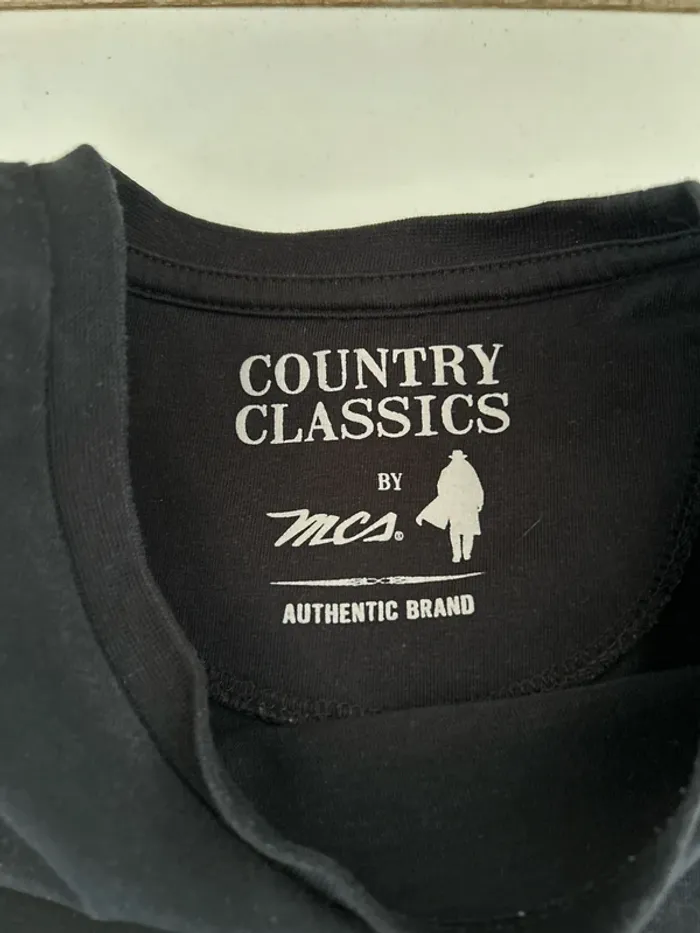 COUNTRY
CLASSICS
BY
mcs®
AUTHENTIC BRAND